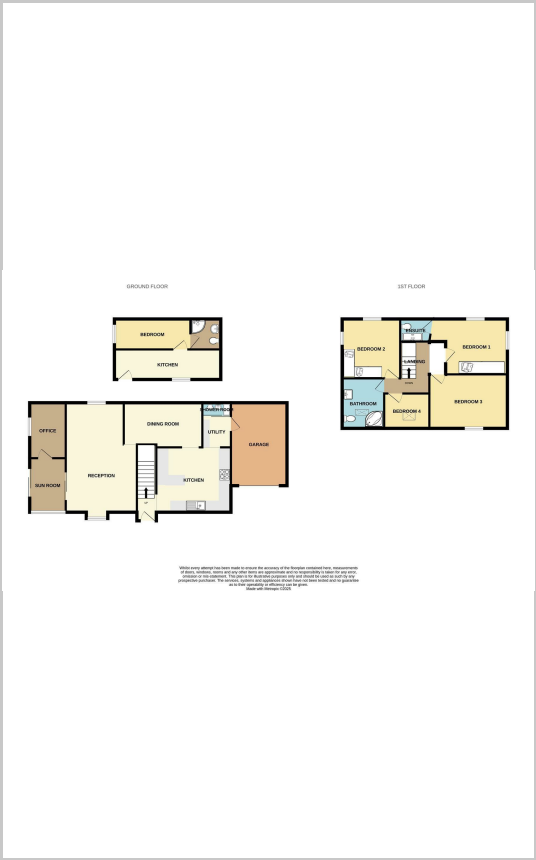 GROUND FLOOR
1ST FLOOR
BEDROOM
KITCHEN
ENSUITE
BEDROOM 2
BEDROOM 1
LANDING
BATHROOM
BEDROOM 4
BEDROOM 3
SHOWER ROOM
DINING ROOM
OFFICE
UTILITY
GARAGE
RECEPTION
KITCHEN
SUN ROOM
Whilst every attempt has been made to ensure the accuracy of the floorplan contained here, measurements
of doors, windows, rooms and any other items are approximate and no responsibility is taken for any error,
omission or mis-statement. This plan is for illustrative purposes only and should be used as such by any
prospective purchaser. The services, systems and appliances shown have not been tested and no guarantee
as to their operability or efficiency can be given.
Made with Metropix ©2025